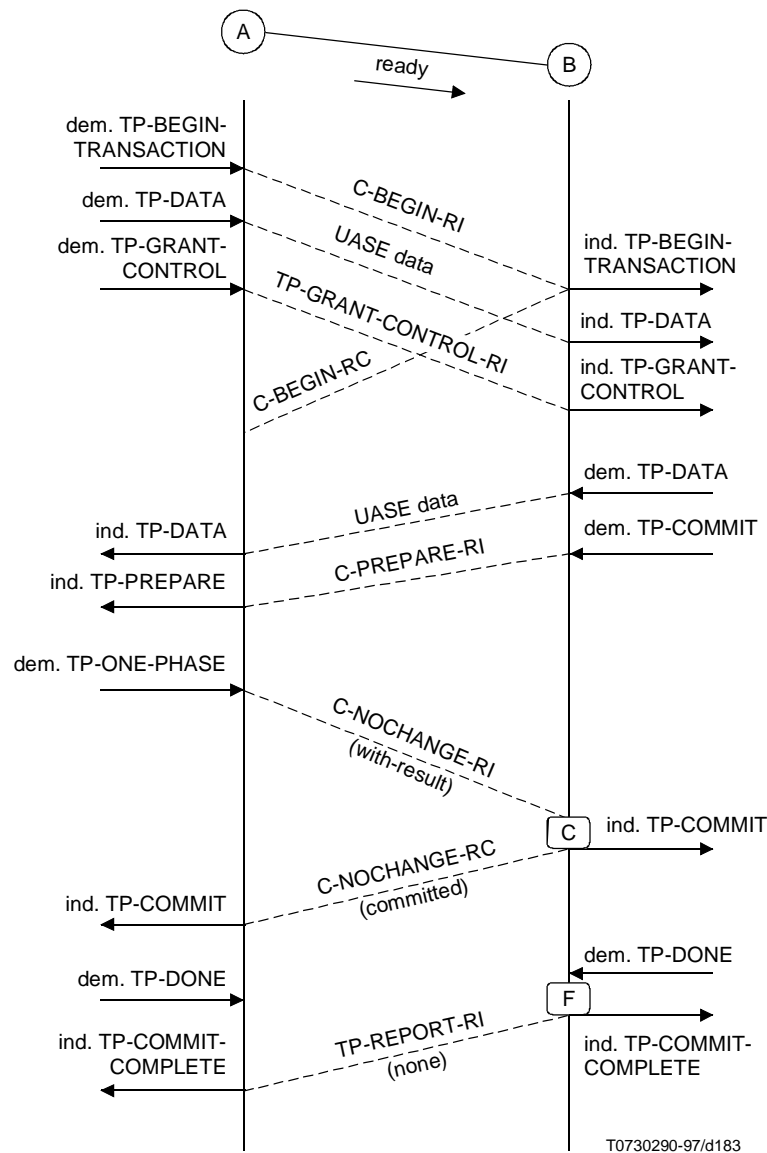 A
B
ready
dem. TP-BEGIN-
TRANSACTION
C-BEGIN-RI
dem. TP-DATA
UASE data
dem. TP-GRANT-
CONTROL
TP-GRANT-CONTROL-RI
ind. TP-BEGIN-
TRANSACTION
ind. TP-DATA
C-BEGIN-RC
ind. TP-GRANT-
CONTROL
dem. TP-DATA
UASE data
ind. TP-DATA
dem. TP-COMMIT
C-PREPARE-RI
ind. TP-PREPARE
dem. TP-ONE-PHASE
C-NOCHANGE-RI
(with-result)
C
ind. TP-COMMIT
C-NOCHANGE-RC
(committed)
ind. TP-COMMIT
dem. TP-DONE
dem. TP-DONE
F
TP-REPORT-RI
(none)
ind. TP-COMMIT-
COMPLETE
ind. TP-COMMIT-
COMPLETE
T0730290-97/d183